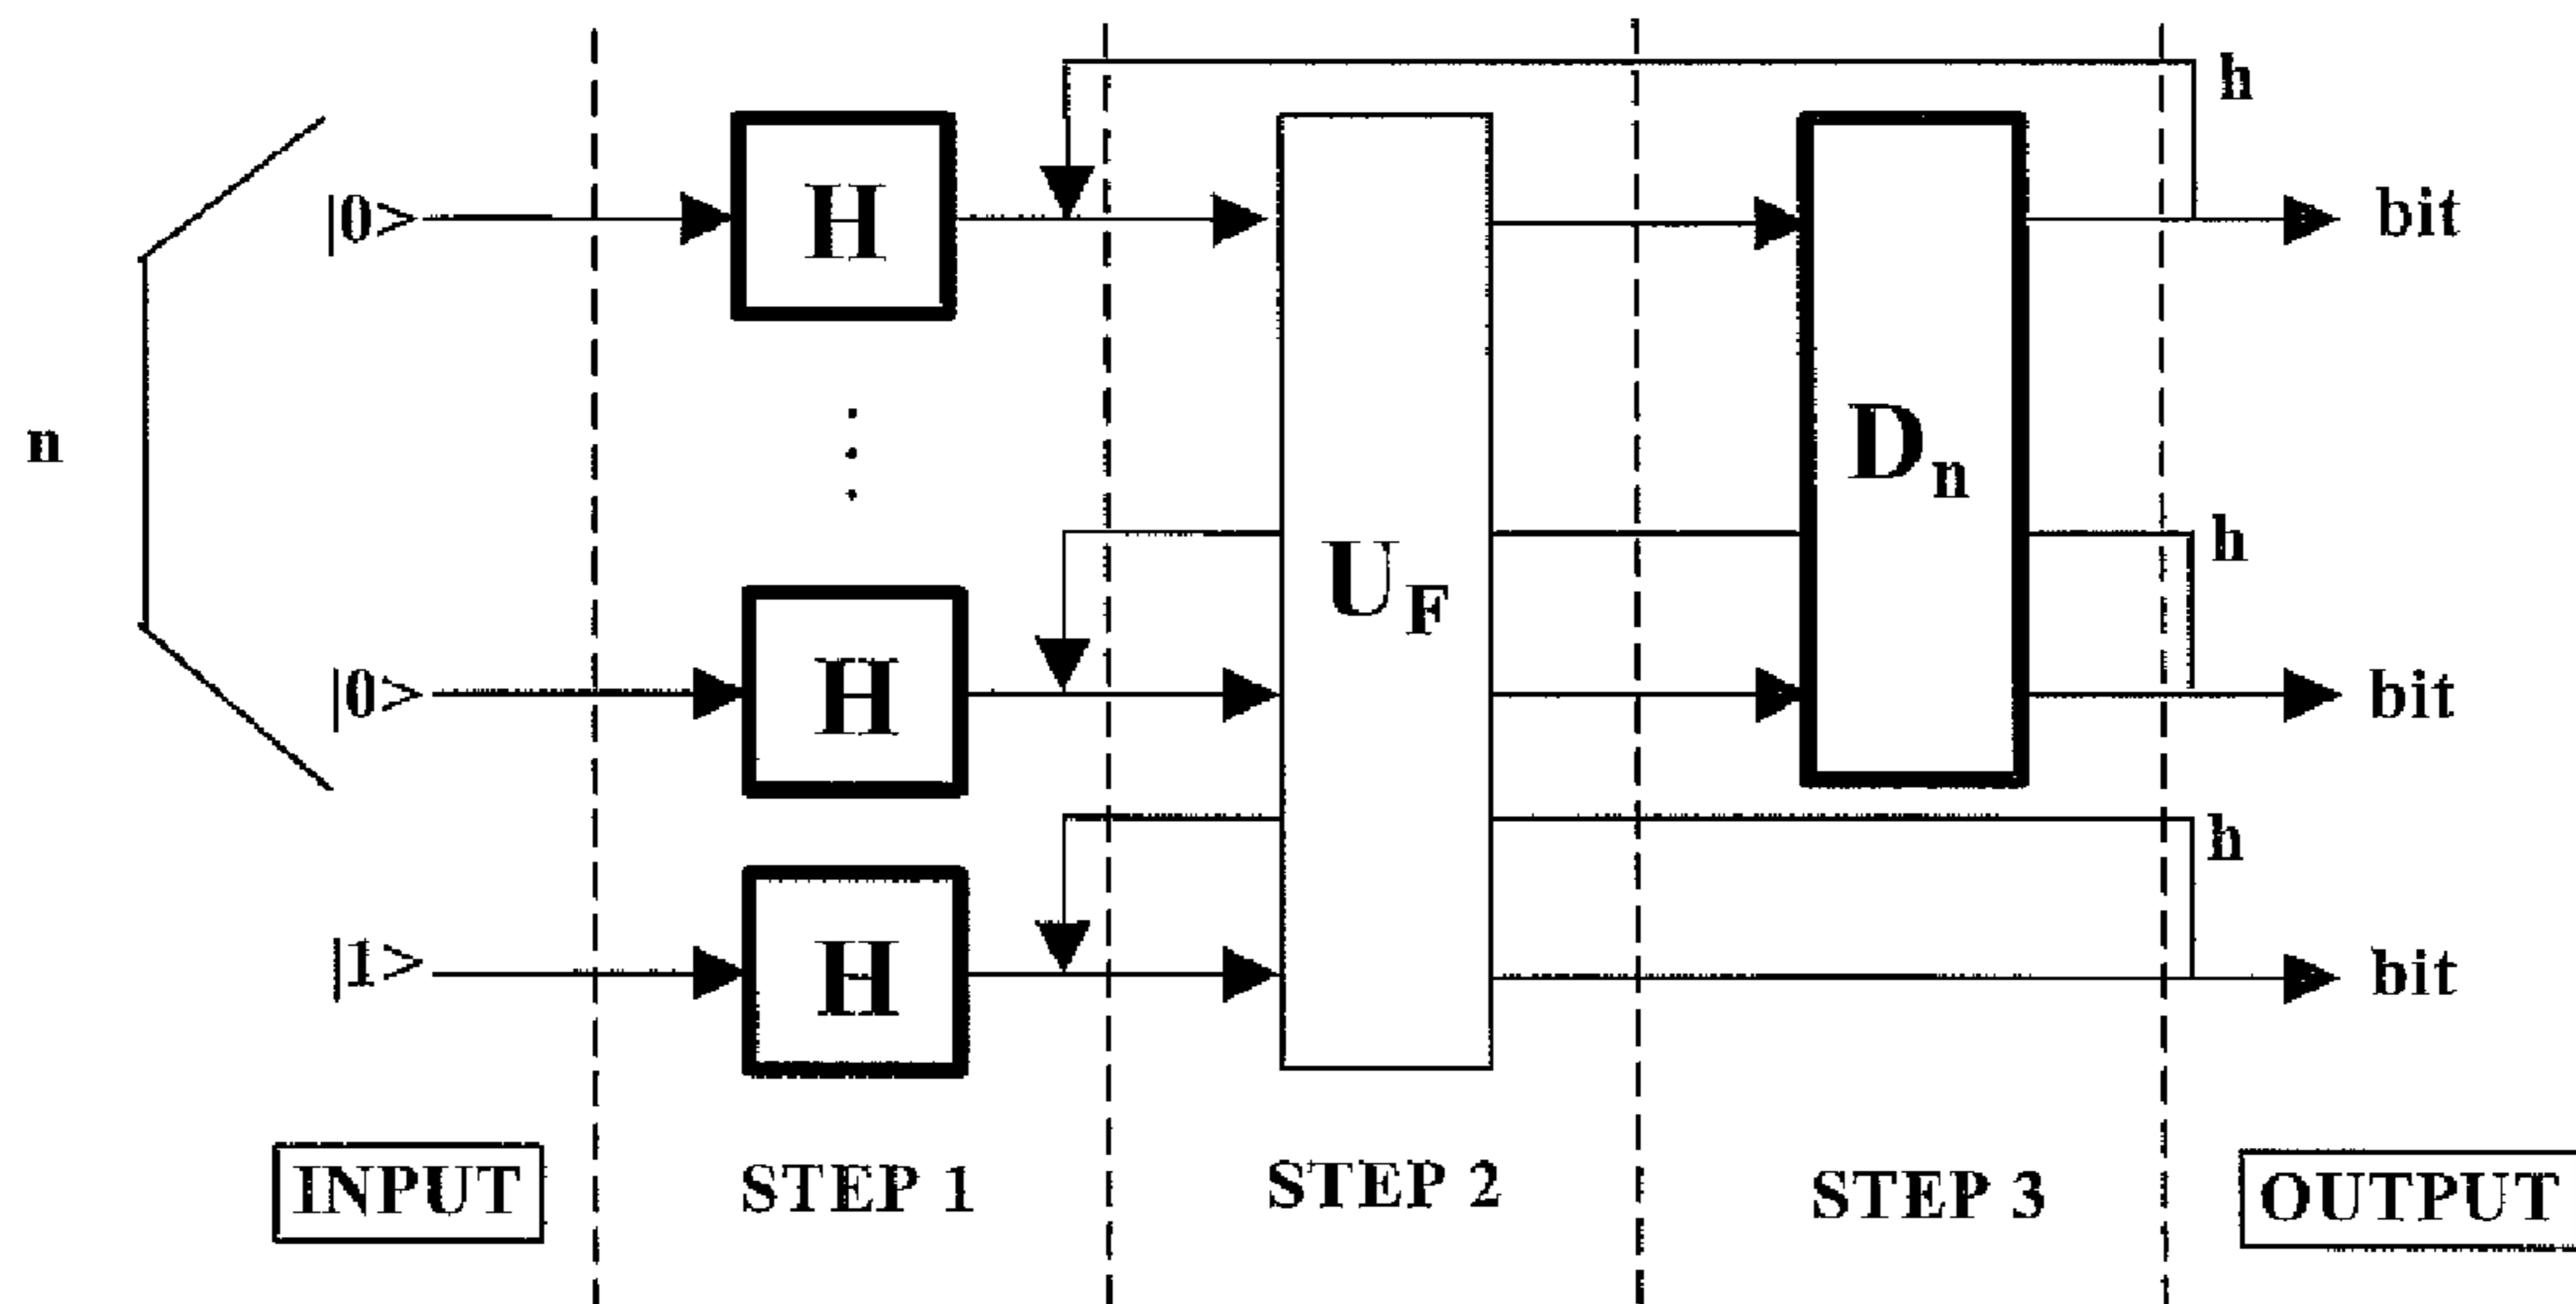 h
|0> H bit
n
D_n
h
U_F
|0> H bit
h
|1> H bit
INPUT STEP 1 STEP 2 STEP 3 OUTPUT